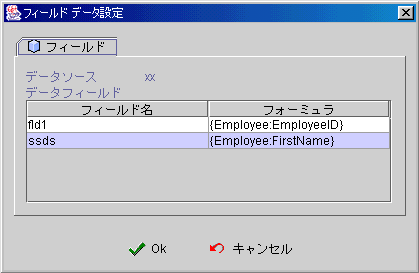 フィールド データ設定
フィールド
データソース xx
データフィールド
フィールド名 フォーミュラ
fld1 {Employee:EmployeeID}
ssds {Employee:FirstName}
Ok キャンセル